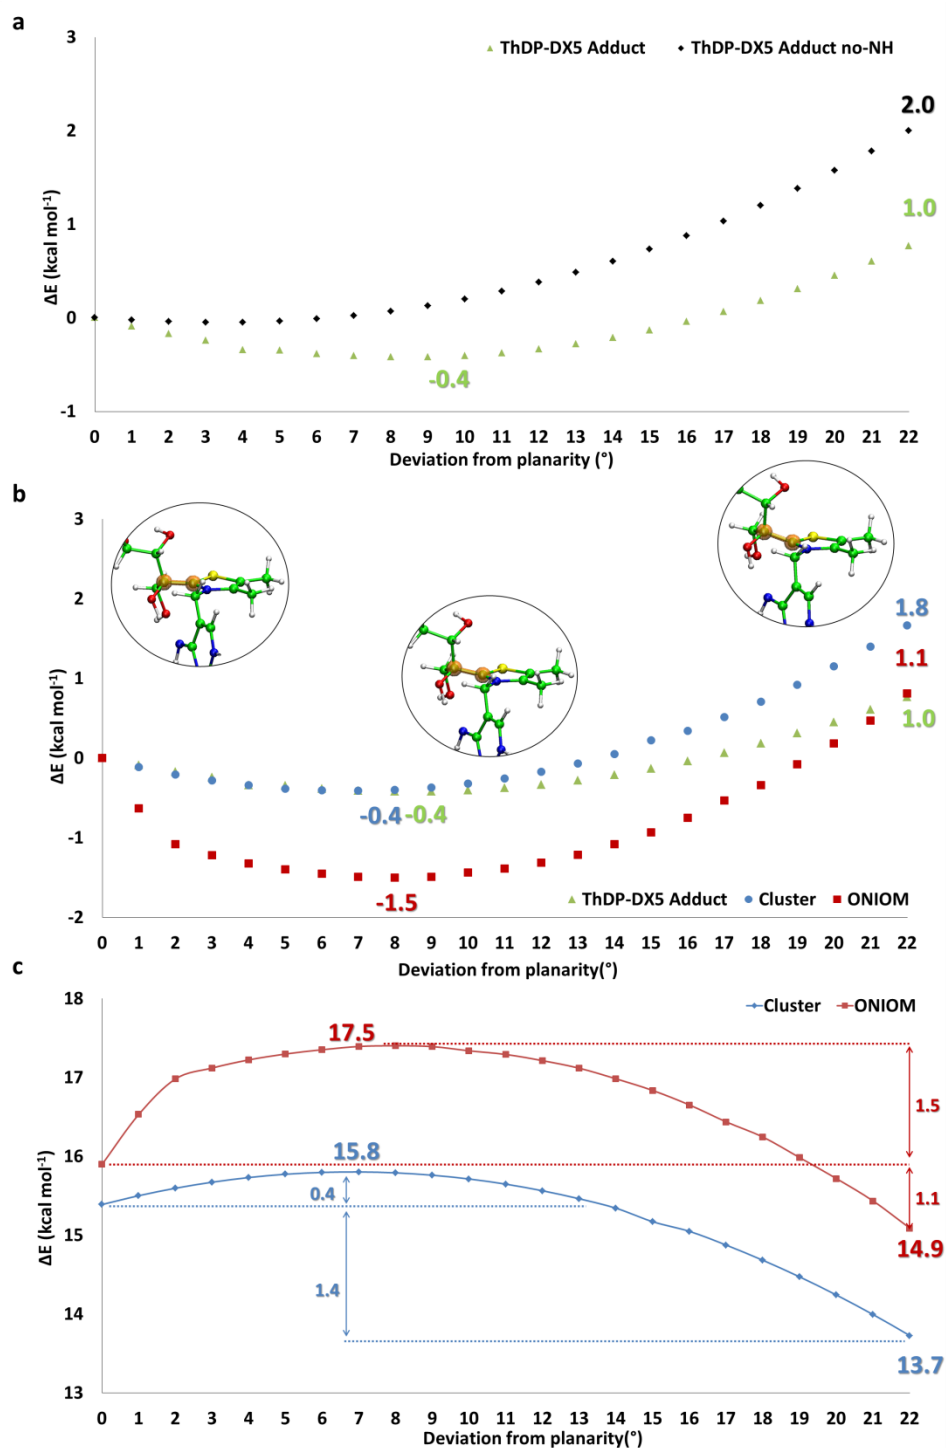 a
3
▲ ThDP-DX5 Adduct ◆ ThDP-DX5 Adduct no-NH
2.0
2
1.0
1
ΔE (kcal mol⁻¹)
0
-0.4
-1
0 1 2 3 4 5 6 7 8 9 10 11 12 13 14 15 16 17 18 19 20 21 22
Deviation from planarity (°)
b
3
2
1.8
1.1
1
1.0
ΔE (kcal mol⁻¹)
0
-0.4 -0.4
-1
-1.5
▲ ThDP-DX5 Adduct ● Cluster ■ ONIOM
-2
0 1 2 3 4 5 6 7 8 9 10 11 12 13 14 15 16 17 18 19 20 21 22
Deviation from planarity(°)
c
18
Cluster ONIOM
17.5
17
1.5
16
15.8
0.4
1.1
ΔE (kcal mol⁻¹)
15
14.9
1.4
14
13.7
13
0 1 2 3 4 5 6 7 8 9 10 11 12 13 14 15 16 17 18 19 20 21 22
Deviation from planarity(°)